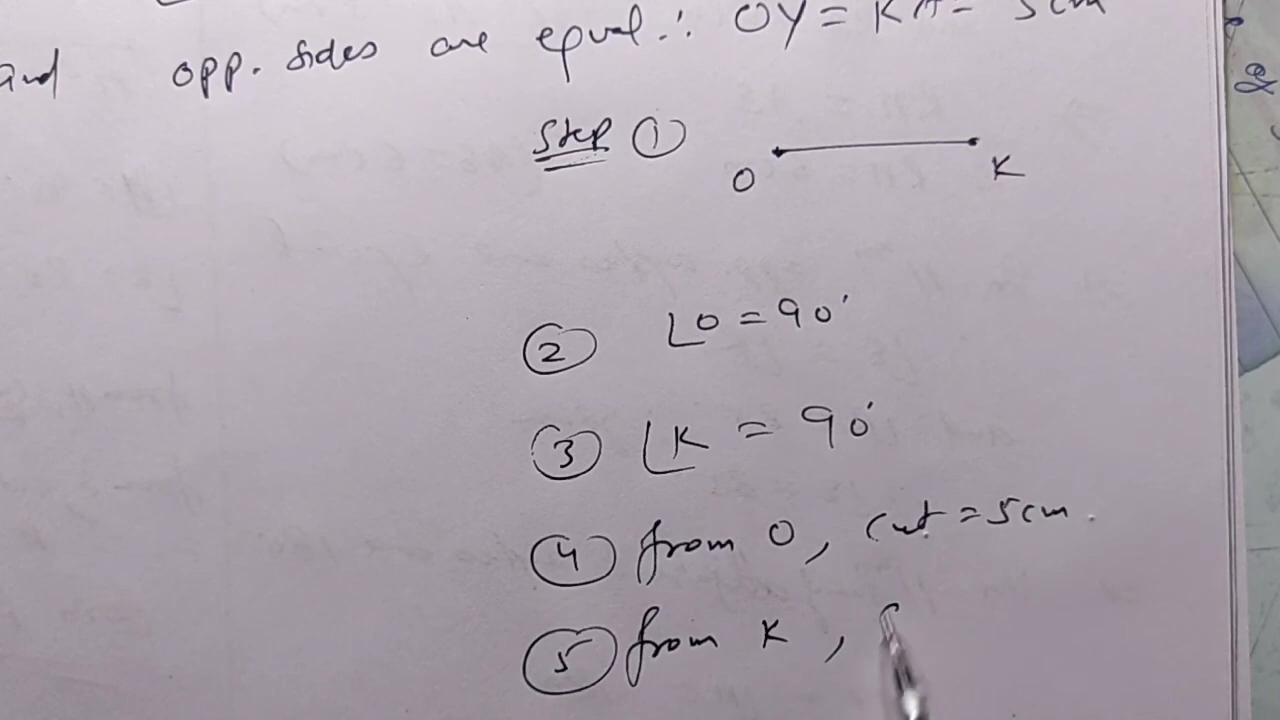 and opp. sides are equal ∴ OY = KA = 5cm
Step ① O K
② ∠O = 90°
③ ∠K = 90°
④ from O, cut = 5cm.
⑤ from K,